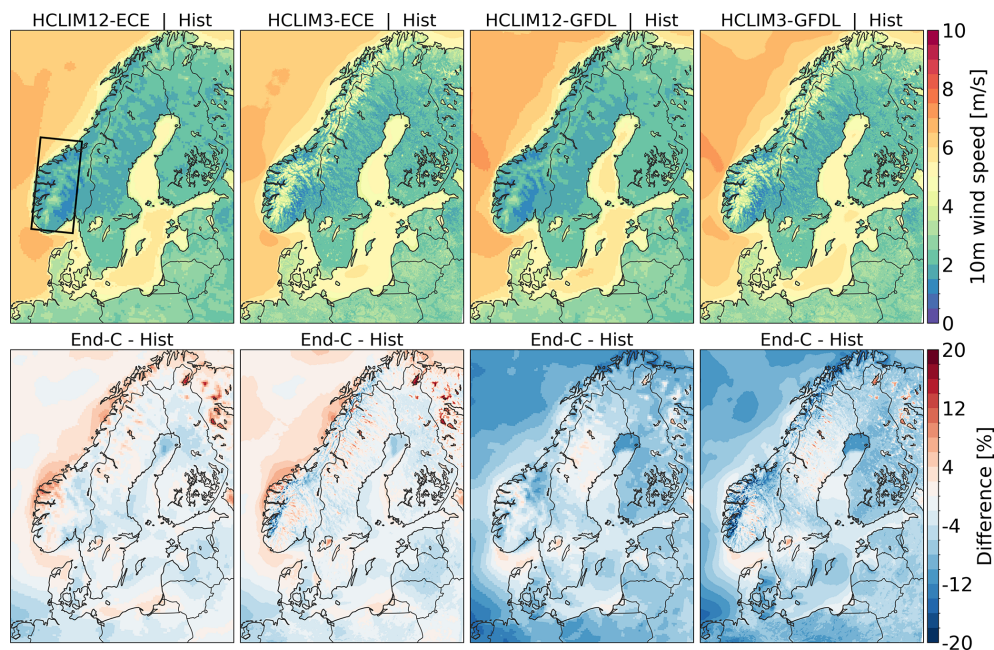 HCLIM12-ECE | Hist
HCLIM3-ECE | Hist
HCLIM12-GFDL | Hist
HCLIM3-GFDL | Hist
10
8
6
4
2
0
10m wind speed [m/s]
End-C - Hist
End-C - Hist
End-C - Hist
End-C - Hist
20
12
4
-4
-12
-20
Difference [%]